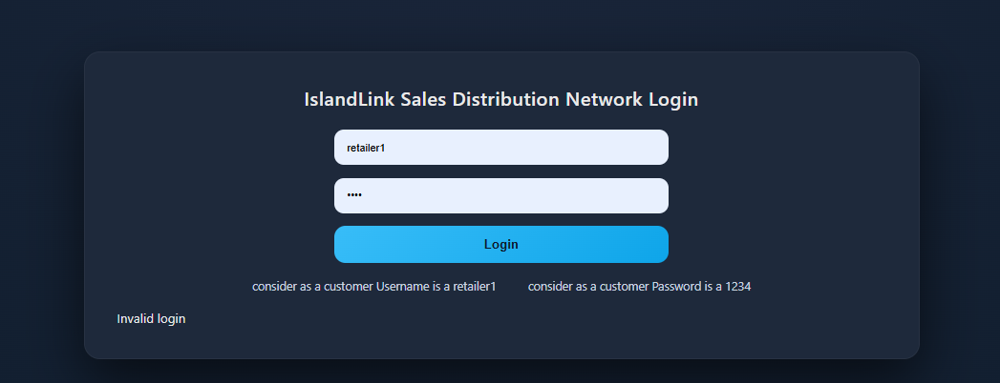 IslandLink Sales Distribution Network Login
retailer1
••••
Login
consider as a customer Username is a retailer1 consider as a customer Password is a 1234
Invalid login